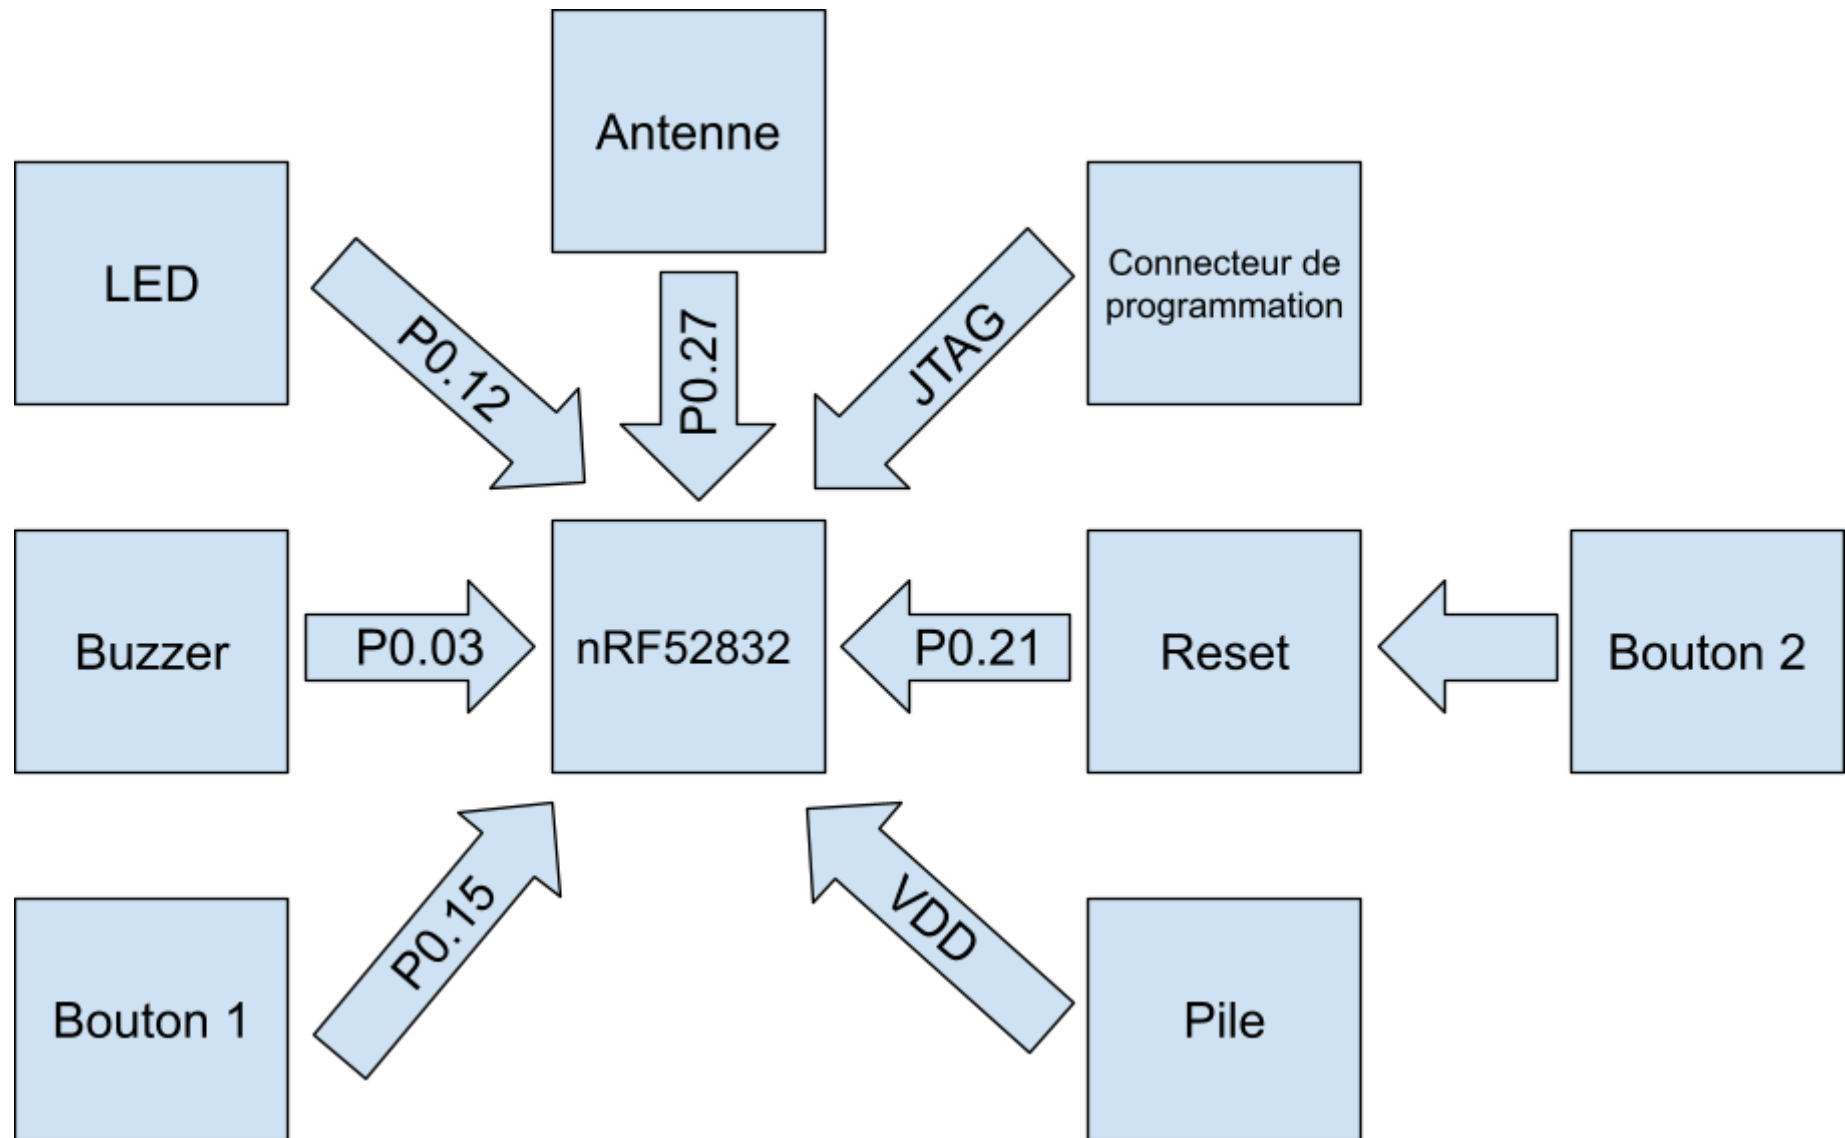 Antenne
LED
Connecteur de
programmation
P0.12
P0.27
JTAG
Buzzer
P0.03
nRF52832
P0.21
Reset
Bouton 2
P0.15
VDD
Bouton 1
Pile